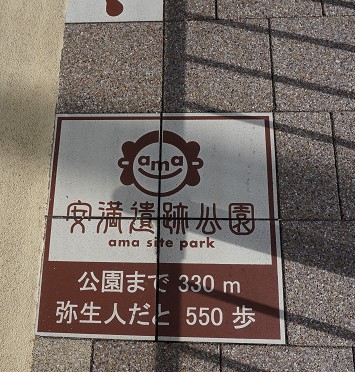 ama
安満遺跡公園
ama site park
公園まで 330 m
弥生人だと 550 歩